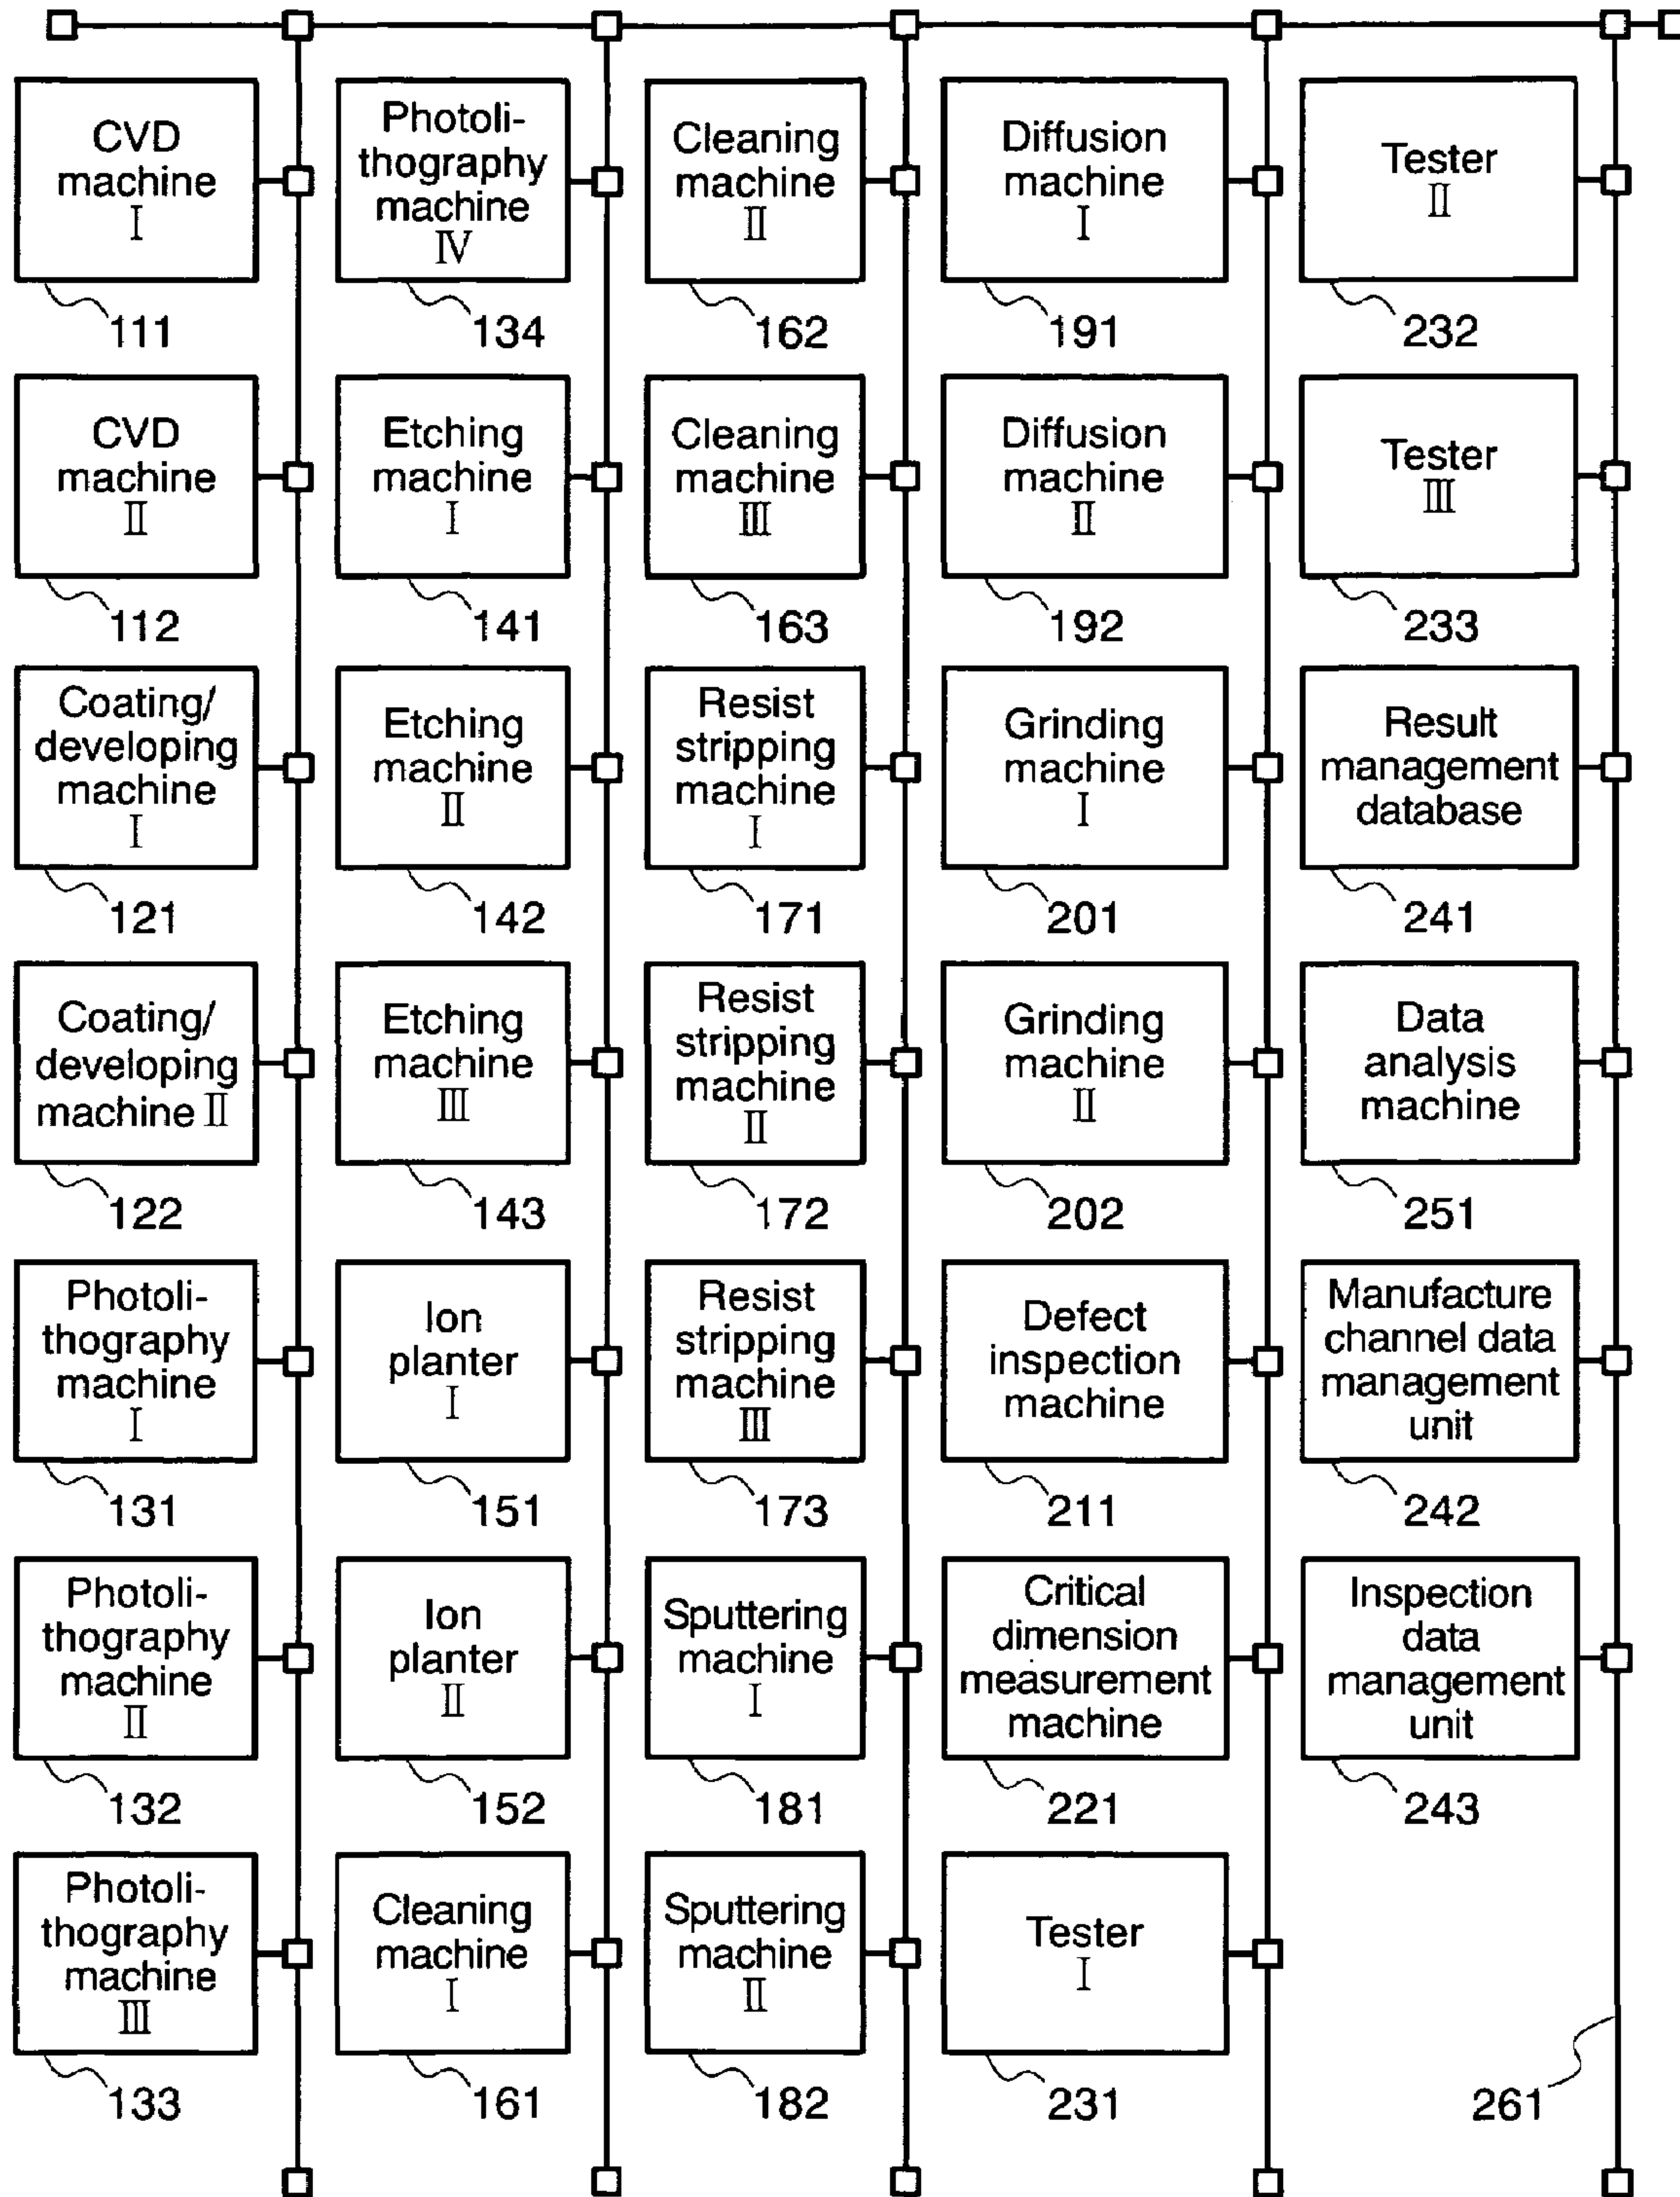 CVD
machine
I
111
CVD
machine
II
112
Coating/
developing
machine
I
121
Coating/
developing
machine II
122
Photoli-
thography
machine
I
131
Photoli-
thography
machine
II
132
Photoli-
thography
machine
III
133
Photoli-
thography
machine
IV
134
Etching
machine
I
141
Etching
machine
II
142
Etching
machine
III
143
Ion
planter
I
151
Ion
planter
II
152
Cleaning
machine
I
161
Cleaning
machine
II
162
Cleaning
machine
III
163
Resist
stripping
machine
I
171
Resist
stripping
machine
II
172
Resist
stripping
machine
III
173
Sputtering
machine
I
181
Sputtering
machine
II
182
Diffusion
machine
I
191
Diffusion
machine
II
192
Grinding
machine
I
201
Grinding
machine
II
202
Defect
inspection
machine
211
Critical
dimension
measurement
machine
221
Tester
I
231
Tester
II
232
Tester
III
233
Result
management
database
241
Data
analysis
machine
251
Manufacture
channel data
management
unit
242
Inspection
data
management
unit
243
261